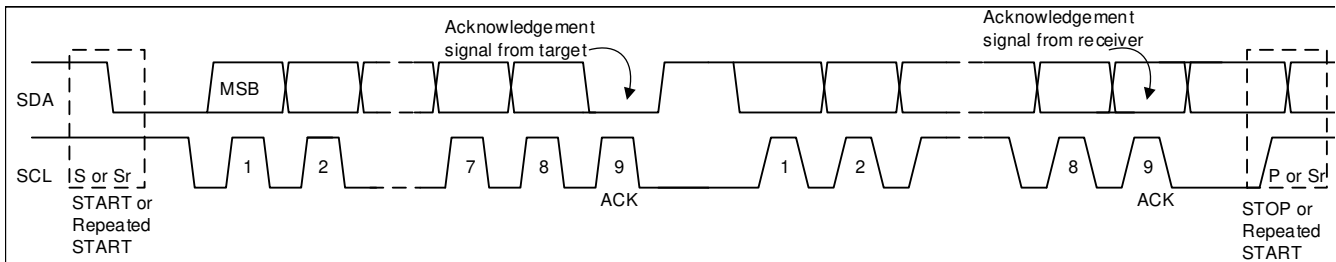 Acknowledgement
signal from target
Acknowledgement
signal from receiver
SDA
MSB
SCL
S or Sr
1
2
7
8
9
1
2
8
9
P or Sr
ACK
ACK
START or
Repeated
START
STOP or
Repeated
START